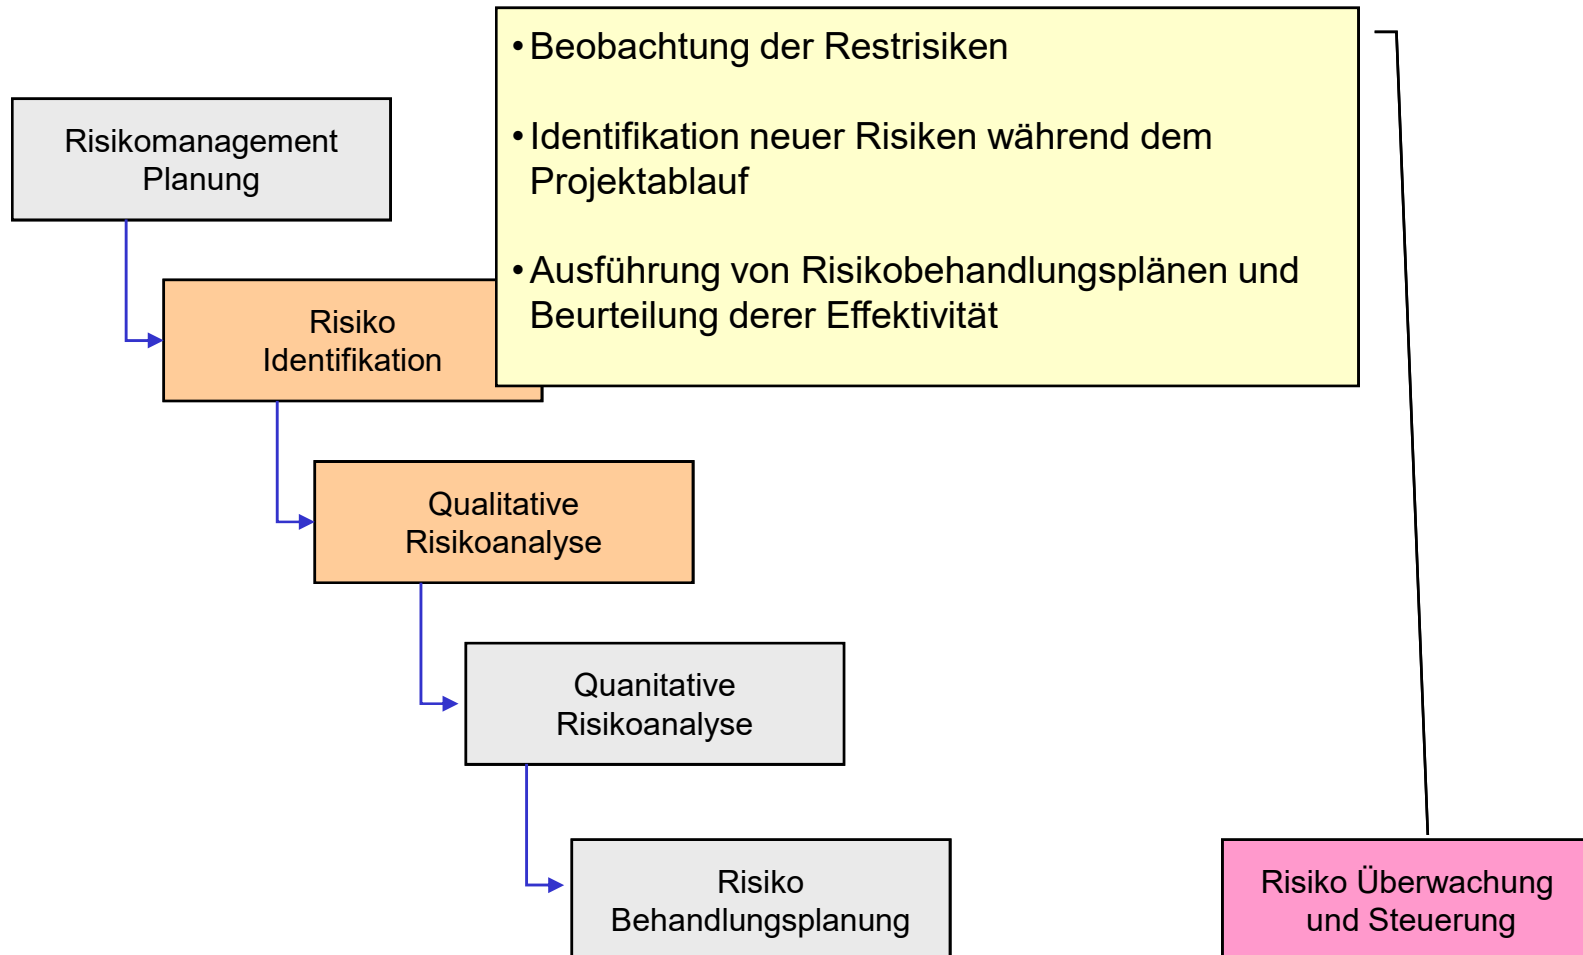 • Beobachtung der Restrisiken
• Identifikation neuer Risiken während dem
Projektablauf
• Ausführung von Risikobehandlungsplänen und
Beurteilung derer Effektivität
Risikomanagement
Planung
Risiko
Identifikation
Qualitative
Risikoanalyse
Quanitative
Risikoanalyse
Risiko
Behandlungsplanung
Risiko Überwachung
und Steuerung